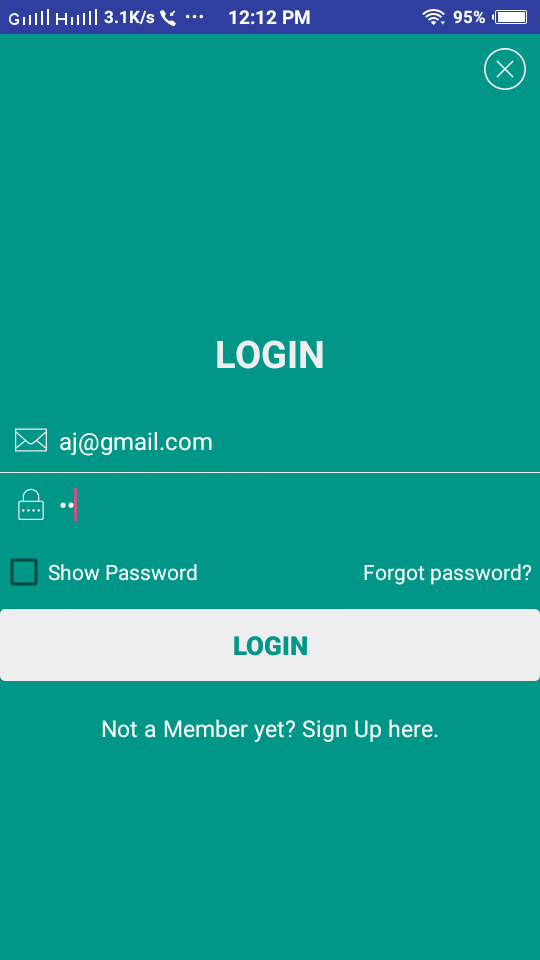 G H 3.1K/s ... 12:12 PM 95%
LOGIN
aj@gmail.com
••
Show Password Forgot password?
LOGIN
Not a Member yet? Sign Up here.